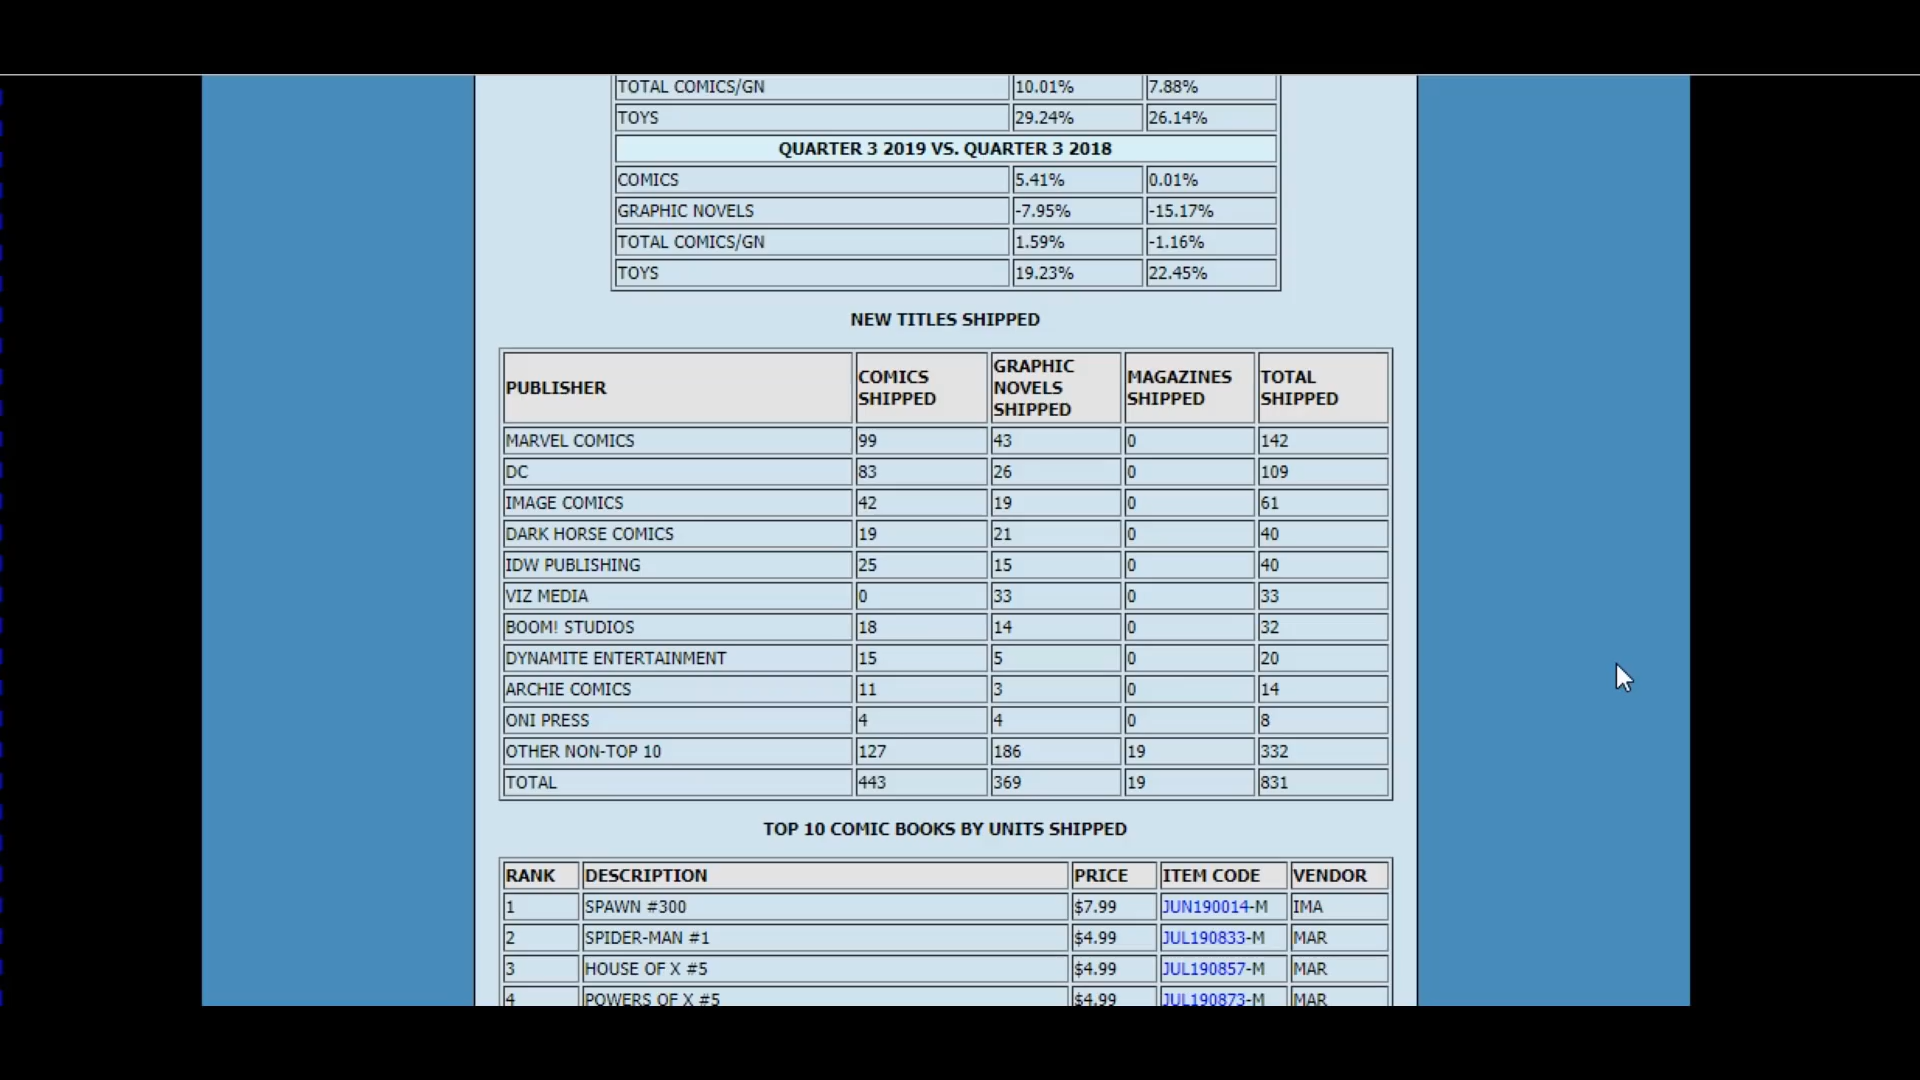 TOTAL COMICS/GN 10.01% 7.88%
TOYS 29.24% 26.14%
QUARTER 3 2019 VS. QUARTER 3 2018
COMICS 5.41% 0.01%
GRAPHIC NOVELS -7.95% -15.17%
TOTAL COMICS/GN 1.59% -1.16%
TOYS 19.23% 22.45%
NEW TITLES SHIPPED
PUBLISHER COMICS SHIPPED GRAPHIC NOVELS SHIPPED MAGAZINES SHIPPED TOTAL SHIPPED
MARVEL COMICS 99 43 0 142
DC 83 26 0 109
IMAGE COMICS 42 19 0 61
DARK HORSE COMICS 19 21 0 40
IDW PUBLISHING 25 15 0 40
VIZ MEDIA 0 33 0 33
BOOM! STUDIOS 18 14 0 32
DYNAMITE ENTERTAINMENT 15 5 0 20
ARCHIE COMICS 11 3 0 14
ONI PRESS 4 4 0 8
OTHER NON-TOP 10 127 186 19 332
TOTAL 443 369 19 831
TOP 10 COMIC BOOKS BY UNITS SHIPPED
RANK DESCRIPTION PRICE ITEM CODE VENDOR
1 SPAWN #300 $7.99 JUN190014-M IMA
2 SPIDER-MAN #1 $4.99 JUL190833-M MAR
3 HOUSE OF X #5 $4.99 JUL190857-M MAR
4 POWERS OF X #5 $4.99 JUL190873-M MAR